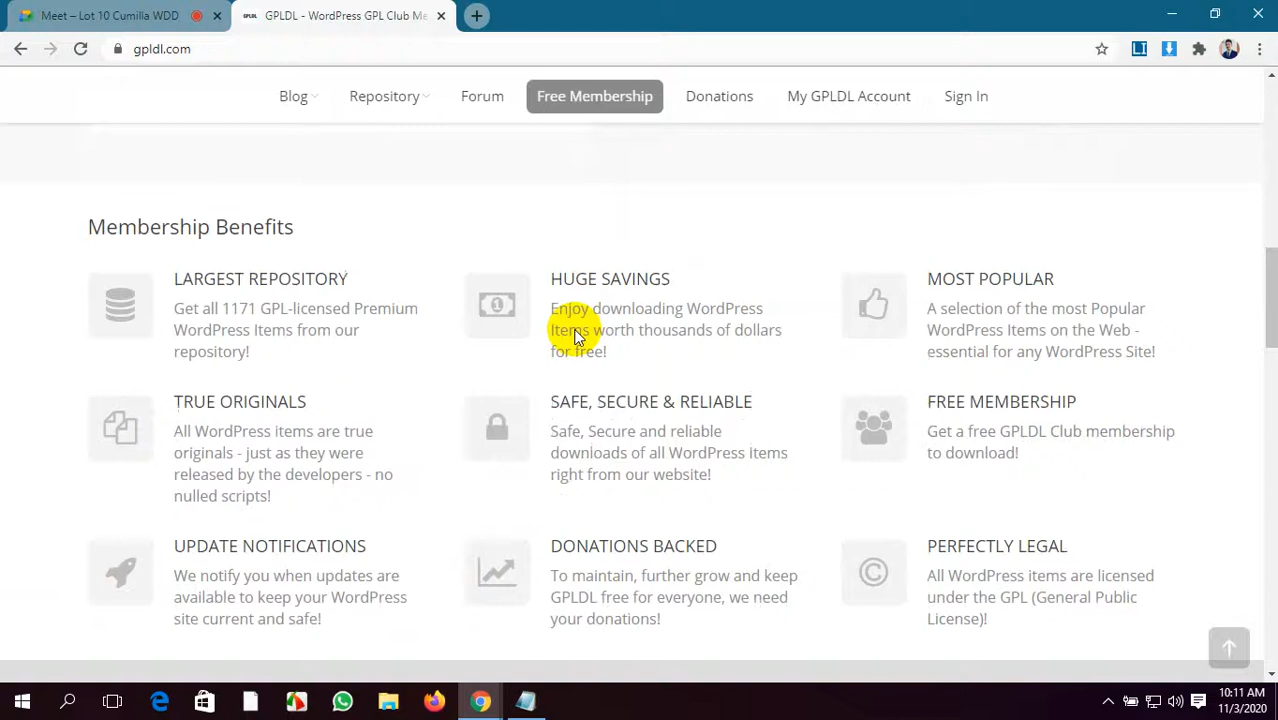 Meet – Lot 10 Cumilla WDD
GPLDL - WordPress GPL Club Me
gpldl.com
Blog
Repository
Forum
Free Membership
Donations
My GPLDL Account
Sign In
Membership Benefits
LARGEST REPOSITORY
Get all 1171 GPL-licensed Premium
WordPress Items from our
repository!
HUGE SAVINGS
Enjoy downloading WordPress
Items worth thousands of dollars
for free!
MOST POPULAR
A selection of the most Popular
WordPress Items on the Web -
essential for any WordPress Site!
TRUE ORIGINALS
All WordPress items are true
originals - just as they were
released by the developers - no
nulled scripts!
SAFE, SECURE & RELIABLE
Safe, Secure and reliable
downloads of all WordPress items
right from our website!
FREE MEMBERSHIP
Get a free GPLDL Club membership
to download!
UPDATE NOTIFICATIONS
We notify you when updates are
available to keep your WordPress
site current and safe!
DONATIONS BACKED
To maintain, further grow and keep
GPLDL free for everyone, we need
your donations!
PERFECTLY LEGAL
All WordPress items are licensed
under the GPL (General Public
License)!
10:11 AM
11/3/2020